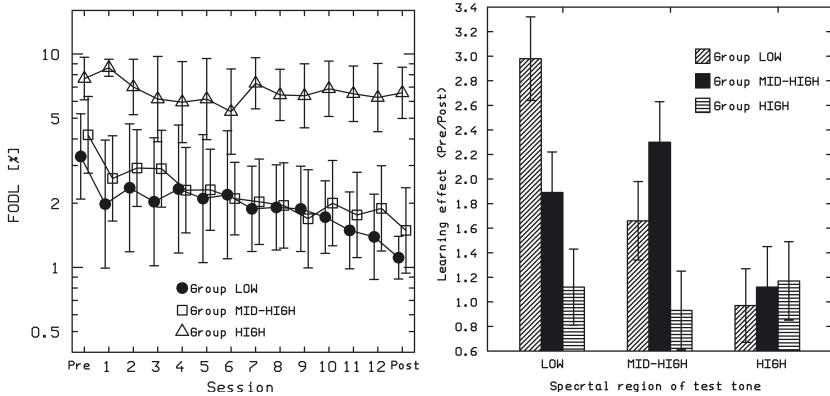 FODL [%]
10
5
2
1
0.5
Group LOW
Group MID-HIGH
Group HIGH
Pre 1 2 3 4 5 6 7 8 9 10 11 12 Post
Session
Learning effect (Pre/Post)
3.4
3.2
3.0
2.8
2.6
2.4
2.2
2.0
1.8
1.6
1.4
1.2
1.0
0.8
0.6
Group LOW
Group MID-HIGH
Group HIGH
LOW MID-HIGH HIGH
Specrtal region of test tone